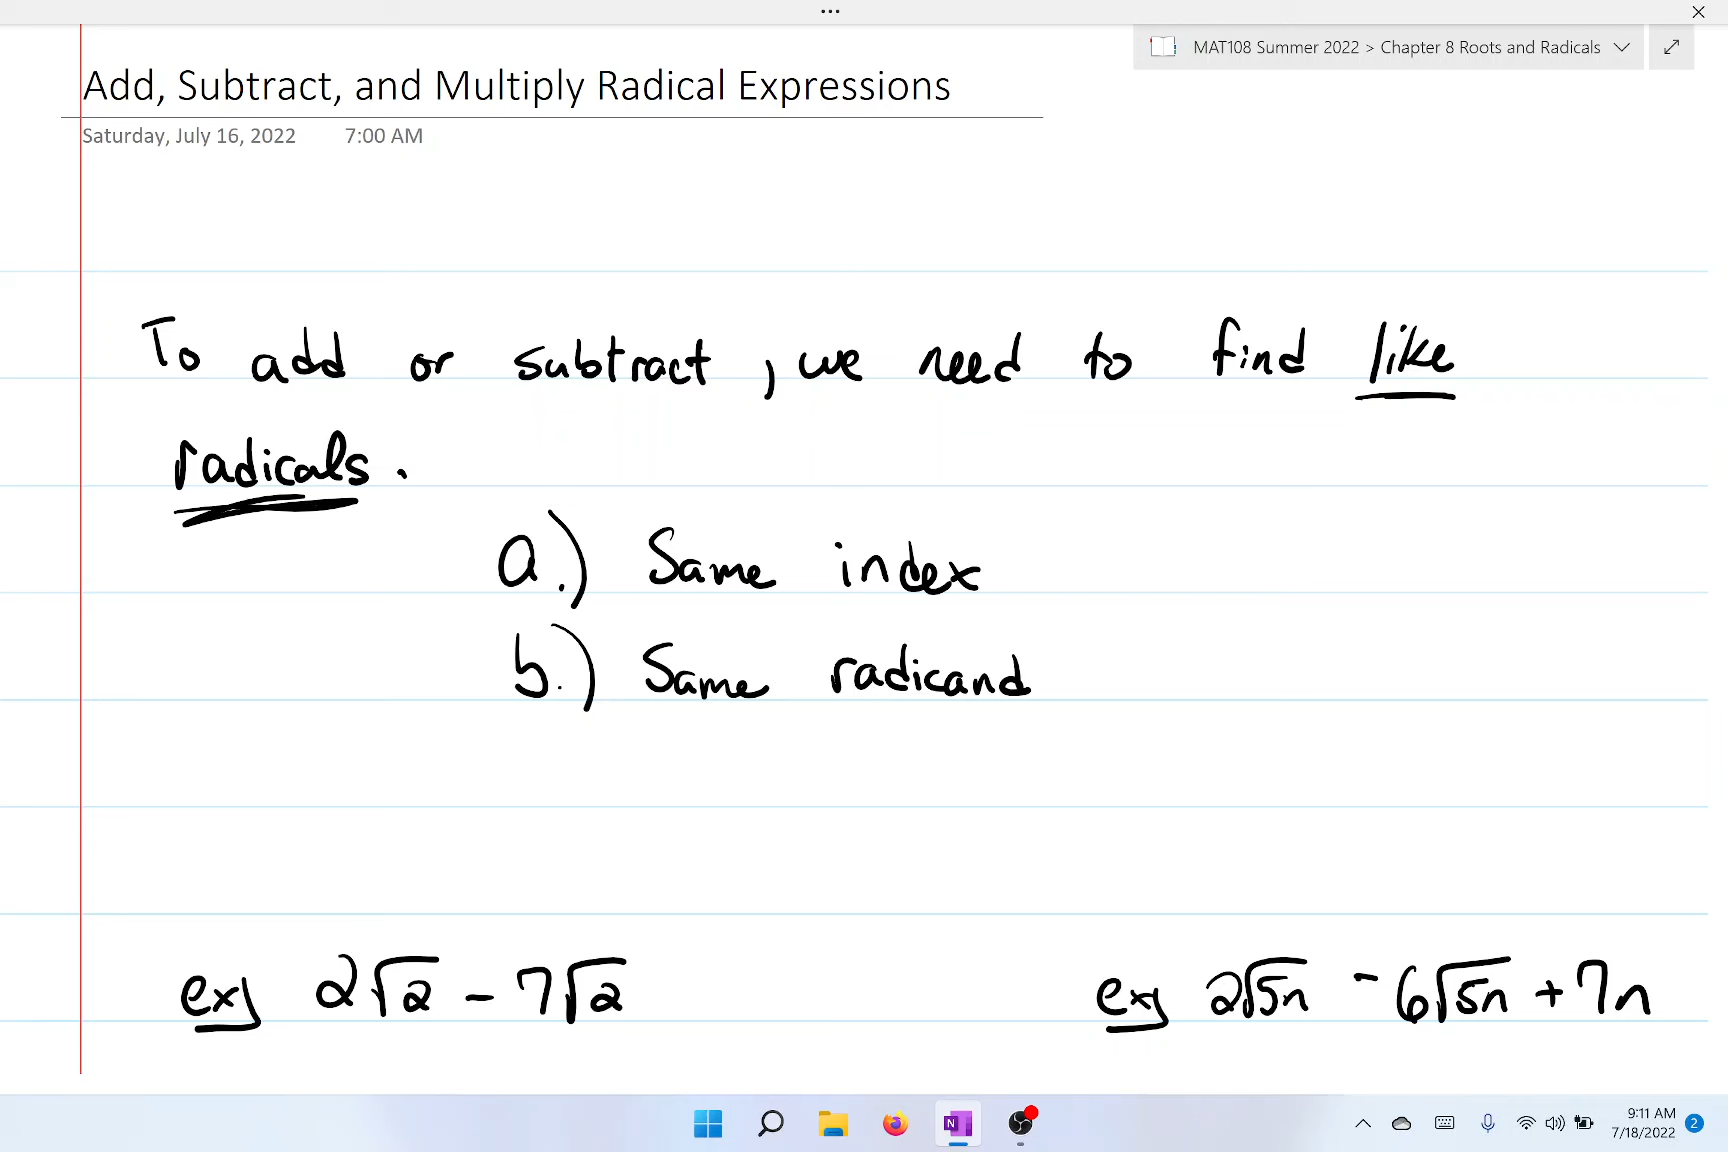 MAT108 Summer 2022 > Chapter 8 Roots and Radicals
Add, Subtract, and Multiply Radical Expressions
Saturday, July 16, 2022 7:00 AM
To add or subtract, we need to find like
radicals.
a.) Same index
b.) Same radicand
ex) 2√2 - 7√2
ex) 2√5n - 6√5n + 7n
N
9:11 AM
7/18/2022
2